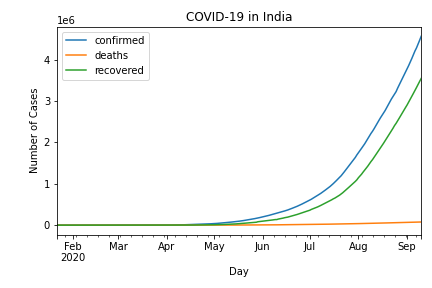 COVID-19 in India
1e6
confirmed
deaths
recovered
4
3
2
1
0
Number of Cases
Feb Mar Apr May Jun Jul Aug Sep
2020
Day